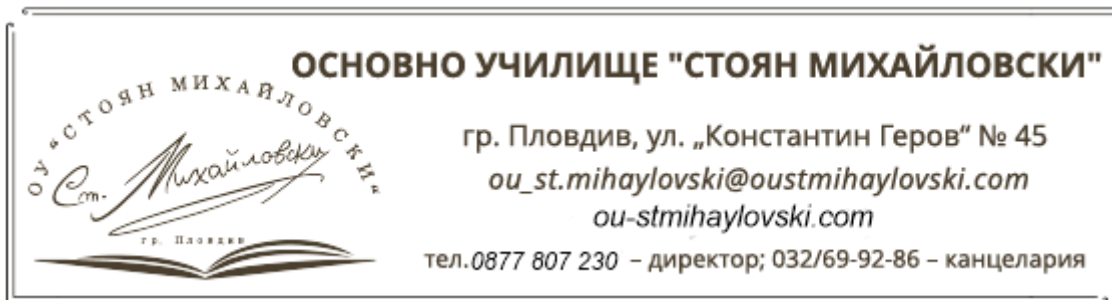 ОСНОВНО УЧИЛИЩЕ "СТОЯН МИХАЙЛОВСКИ"
ОУ "СТОЯН МИХАЙЛОВСКИ"
Ст. Михайловски
гр. Пловдив
гр. Пловдив, ул. „Константин Геров“ № 45
ou_st.mihaylovski@oustmihaylovski.com
ou-stmihaylovski.com
тел.0877 807 230 – директор; 032/69-92-86 – канцелария